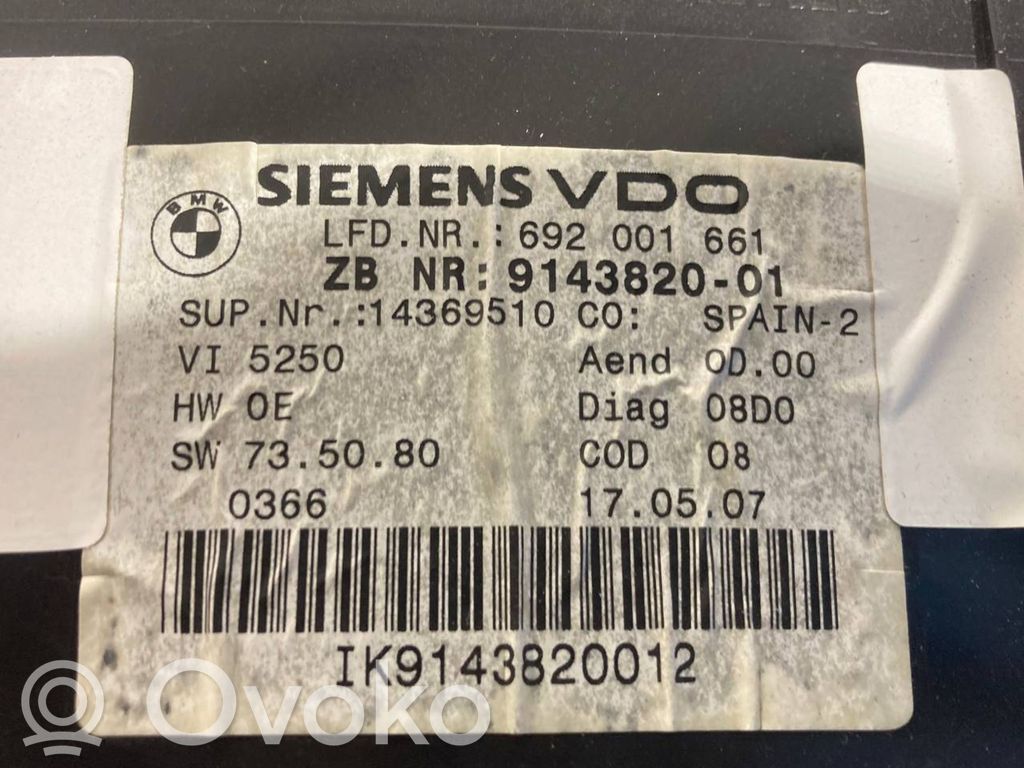 BMW
SIEMENS VDO
LFD.NR.:692 001 661
ZB NR:9143820-01
SUP.Nr.:14369510 CO: SPAIN-2
VI 5250 Aend 0D.00
HW 0E Diag 08D0
SW 73.50.80 COD 08
0366 17.05.07
IK9143820012
Ovoko